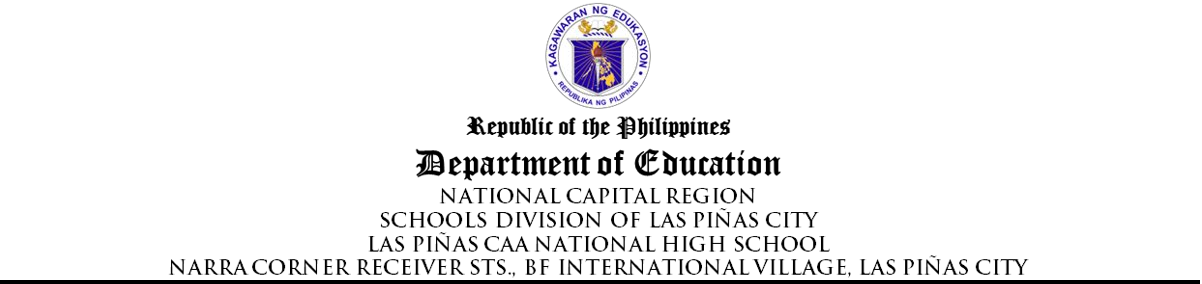 KAGAWARAN NG EDUKASYON
REPUBLIKA NG PILIPINAS
Republic of the Philippines
Department of Education
NATIONAL CAPITAL REGION
SCHOOLS DIVISION OF LAS PIÑAS CITY
LAS PIÑAS CAA NATIONAL HIGH SCHOOL
NARRA CORNER RECEIVER STS., BF INTERNATIONAL VILLAGE, LAS PIÑAS CITY